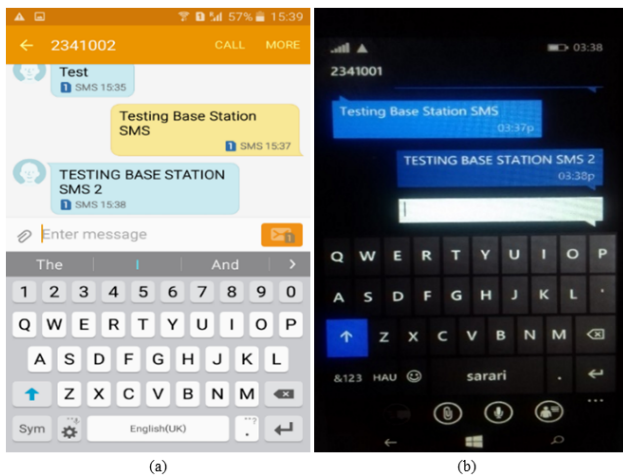 57% 15:39
2341002 CALL MORE
Test
1 SMS 15:35
Testing Base Station
SMS
1 SMS 15:37
TESTING BASE STATION
SMS 2
1 SMS 15:38
Enter message
The I And
1 2 3 4 5 6 7 8 9 0
Q W E R T Y U I O P
A S D F G H J K L
Z X C V B N M
Sym English(UK) .
(a)
03:38
2341001
Testing Base Station SMS
03:37p
TESTING BASE STATION SMS 2
03:38p
Q W E R T Y U I O P
A S D F G H J K L '
Z X C V B N M
&123 HAU sarari .
(b)